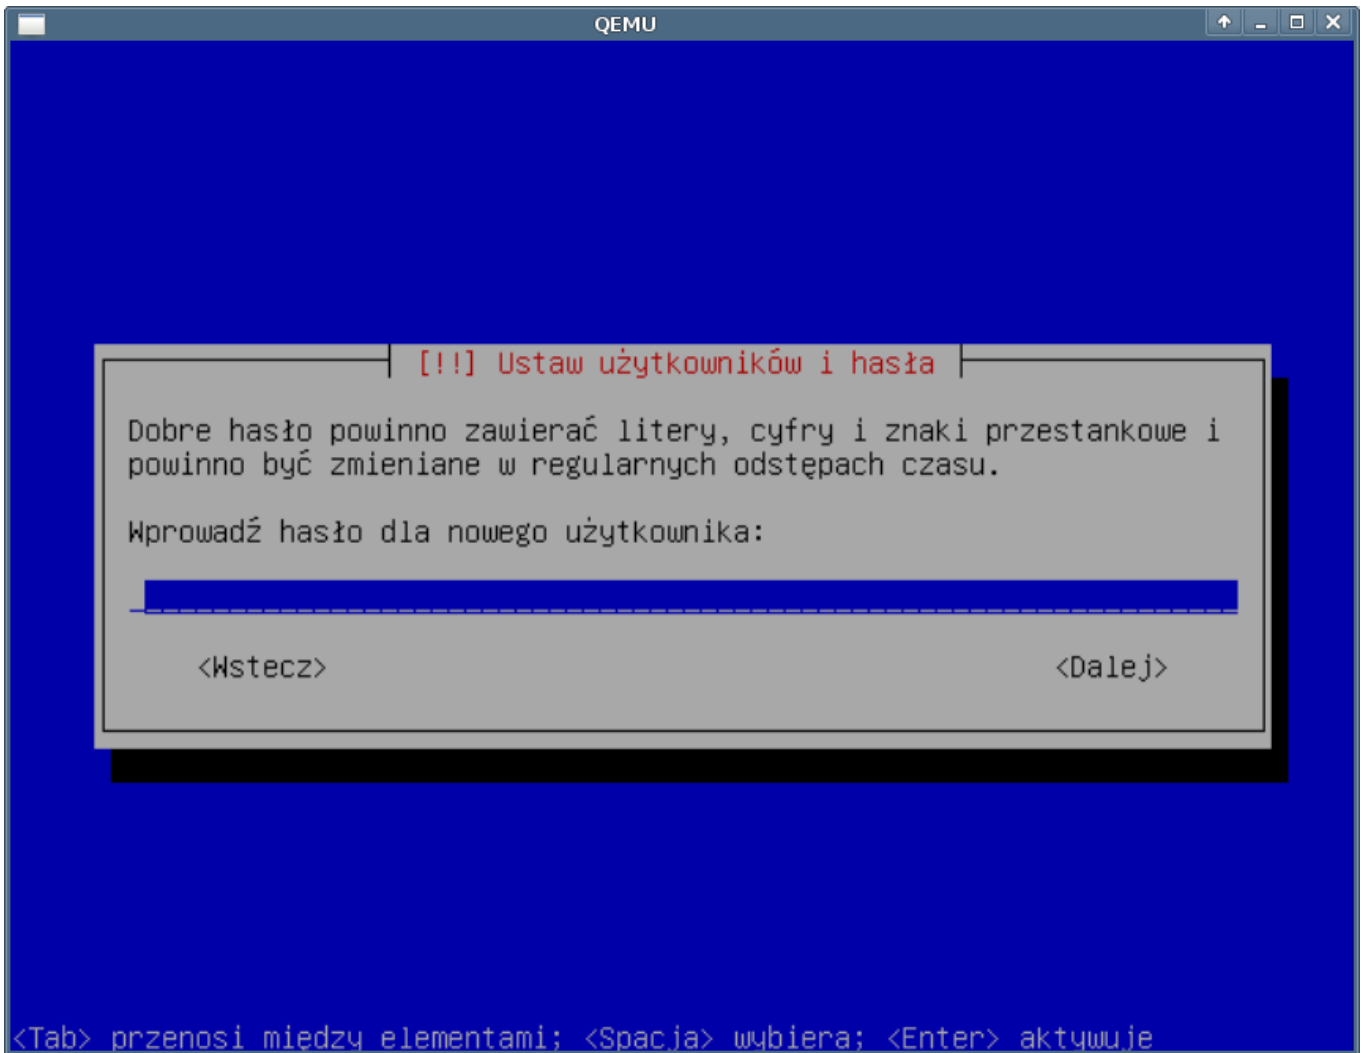 QEMU
[!!] Ustaw użytkowników i hasła
Dobre hasło powinno zawierać litery, cyfry i znaki przestankowe i
powinno być zmieniane w regularnych odstępach czasu.
Wprowadź hasło dla nowego użytkownika:
<Wstecz> <Dalej>
<Tab> przenosi między elementami; <Spacja> wybiera; <Enter> aktywuje